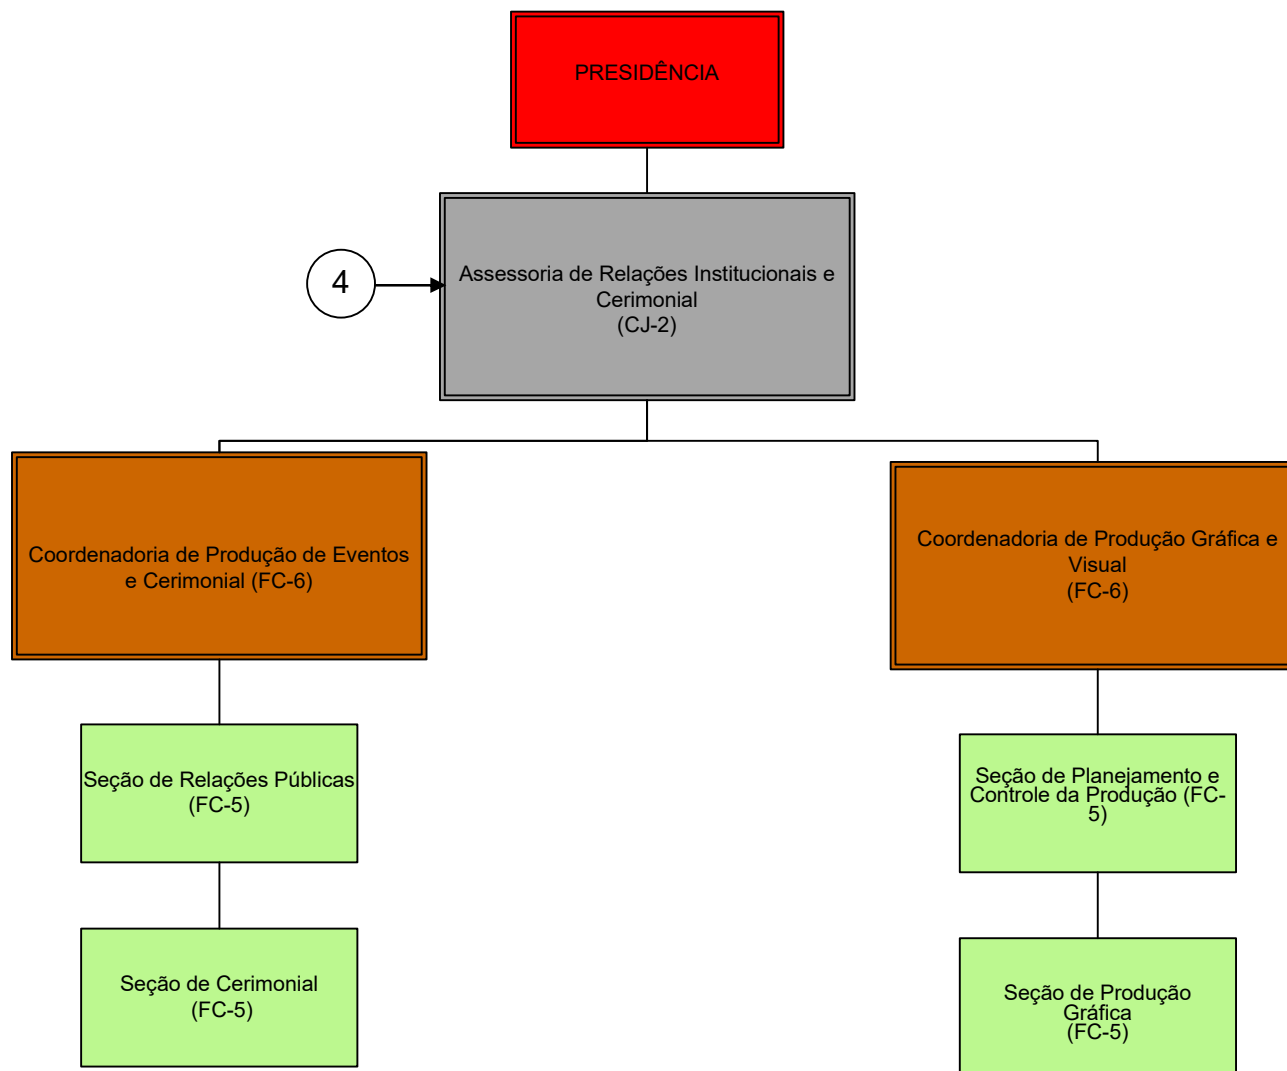 PRESIDÊNCIA
4
Assessoria de Relações Institucionais e
Cerimonial
(CJ-2)
Coordenadoria de Produção de Eventos
e Cerimonial (FC-6)
Coordenadoria de Produção Gráfica e
Visual
(FC-6)
Seção de Relações Públicas
(FC-5)
Seção de Planejamento e
Controle da Produção (FC-
5)
Seção de Cerimonial
(FC-5)
Seção de Produção
Gráfica
(FC-5)